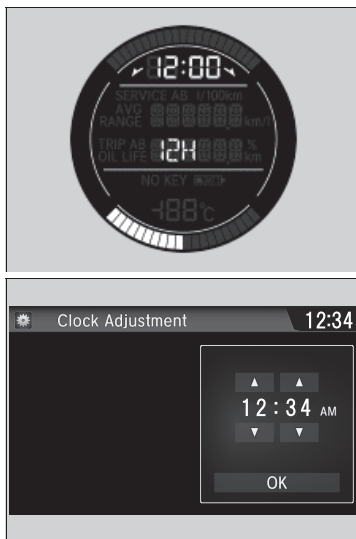 12:00
SERVICE AB l/100km
AVG
RANGE km/l
TRIP AB 12H %
OIL LIFE km
NO KEY
-188°C
Clock Adjustment 12:34
12:34 AM
OK